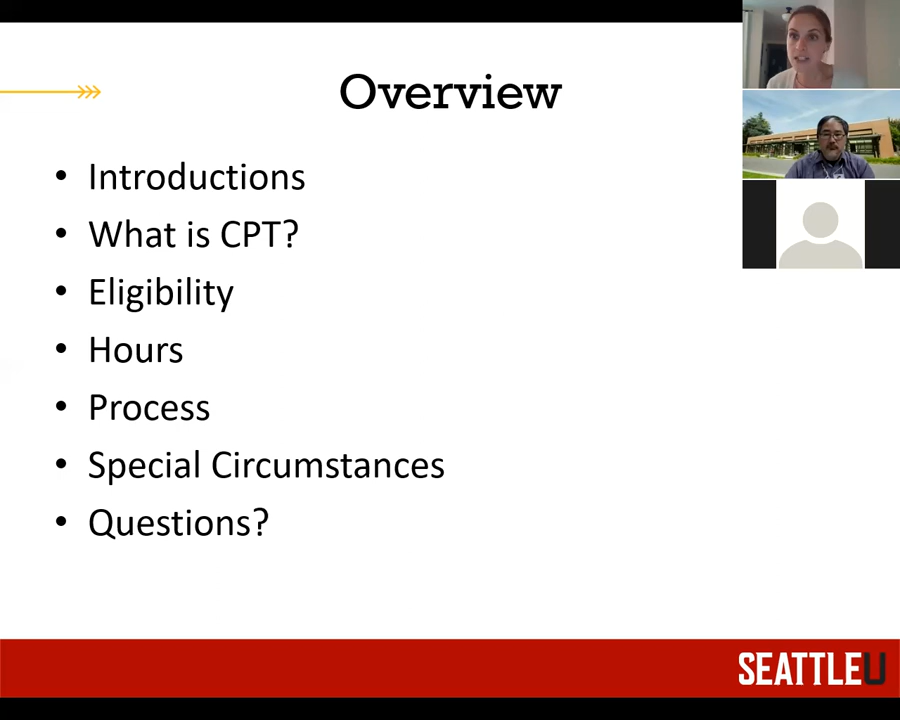 Overview
• Introductions
• What is CPT?
• Eligibility
• Hours
• Process
• Special Circumstances
• Questions?
SEATTLEU